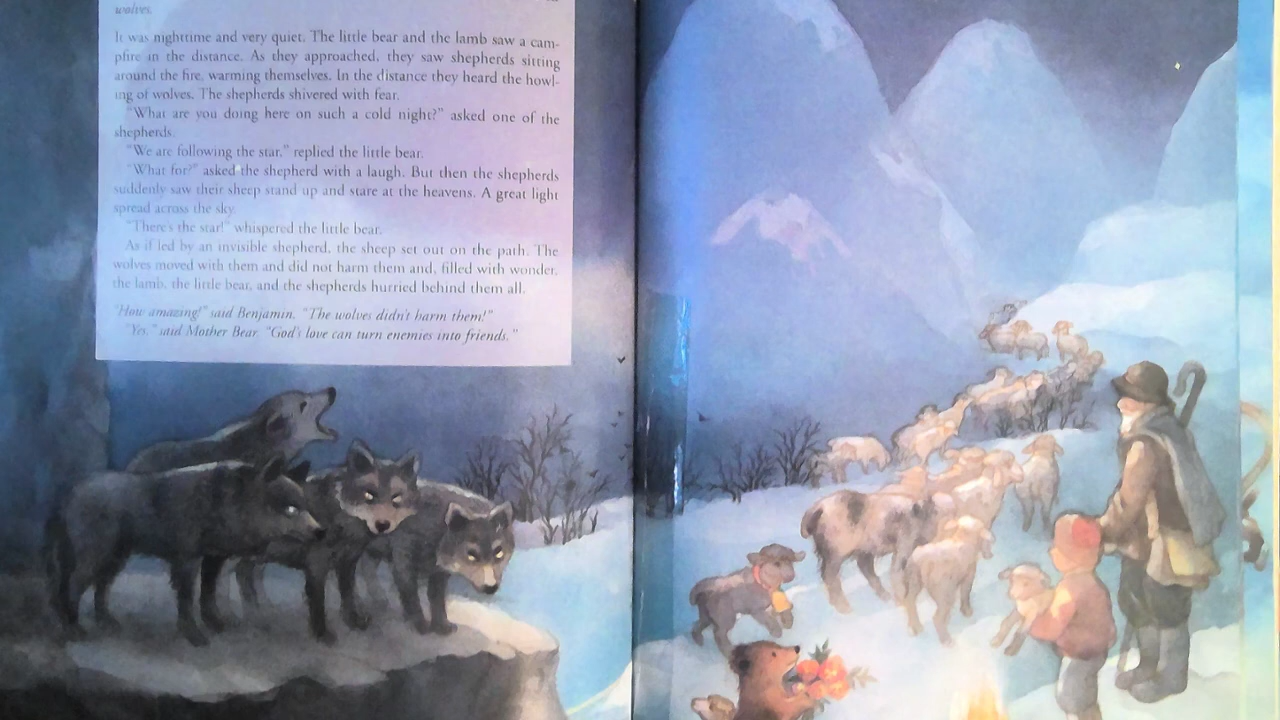 wolves.
It was nighttime and very quiet. The little bear and the lamb saw a cam-
pfire in the distance. As they approached, they saw shepherds sitting
around the fire, warming themselves. In the distance they heard the howl-
ing of wolves. The shepherds shivered with fear.
"What are you doing here on such a cold night?" asked one of the
shepherds.
"We are following the star," replied the little bear.
"What for?" asked the shepherd with a laugh. But then the shepherds
suddenly saw their sheep stand up and stare at the heavens. A great light
spread across the sky.
"There's the star!" whispered the little bear.
As if led by an invisible shepherd, the sheep set out on the path. The
wolves moved with them and did not harm them and, filled with wonder,
the lamb, the little bear, and the shepherds hurried behind them all.
"How amazing!" said Benjamin. "The wolves didn't harm them!"
"Yes," said Mother Bear. "God's love can turn enemies into friends."